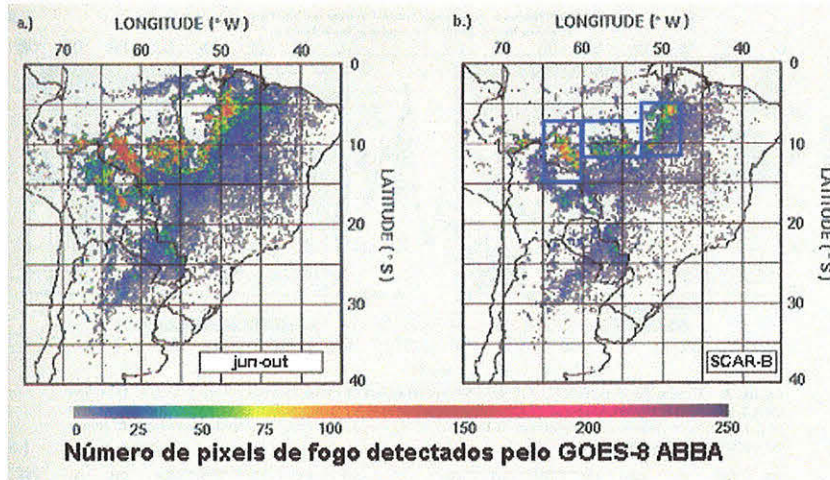 a.)
LONGITUDE (° W)
70 60 50 40
0
10
20
30
40
LATITUDE (° S)
jun-out
b.)
LONGITUDE (° W)
70 60 50 40
0
10
20
30
40
LATITUDE (° S)
SCAR-B
0 25 50 75 100 150 200 250
Número de pixels de fogo detectados pelo GOES-8 ABBA